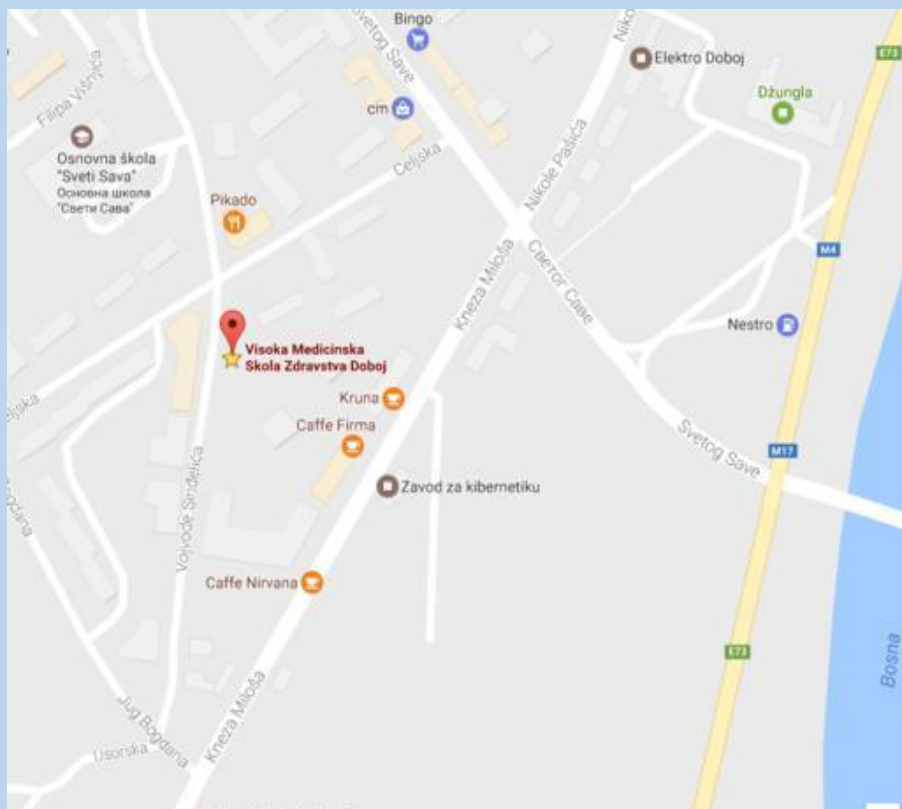 Bingo
Svetog Save
Niko
Elektro Doboj
E73
Džungla
cm
Filipa Višnjića
Osnovna škola
"Sveti Sava"
Основна школа
"Свети Сава"
Celjska
Nikole Pašića
Pikado
M4
Kneza Miloša
Светог Саве
Nestro
Visoka Medicinska
Skola Zdravstva Doboj
Kruna
Caffe Firma
Svetog Save
M17
Zavod za kibernetiku
Vojvode Sinđelića
Caffe Nirvana
E73
Bosna
Kneza Miloša
Jug Bogdana
Usorska